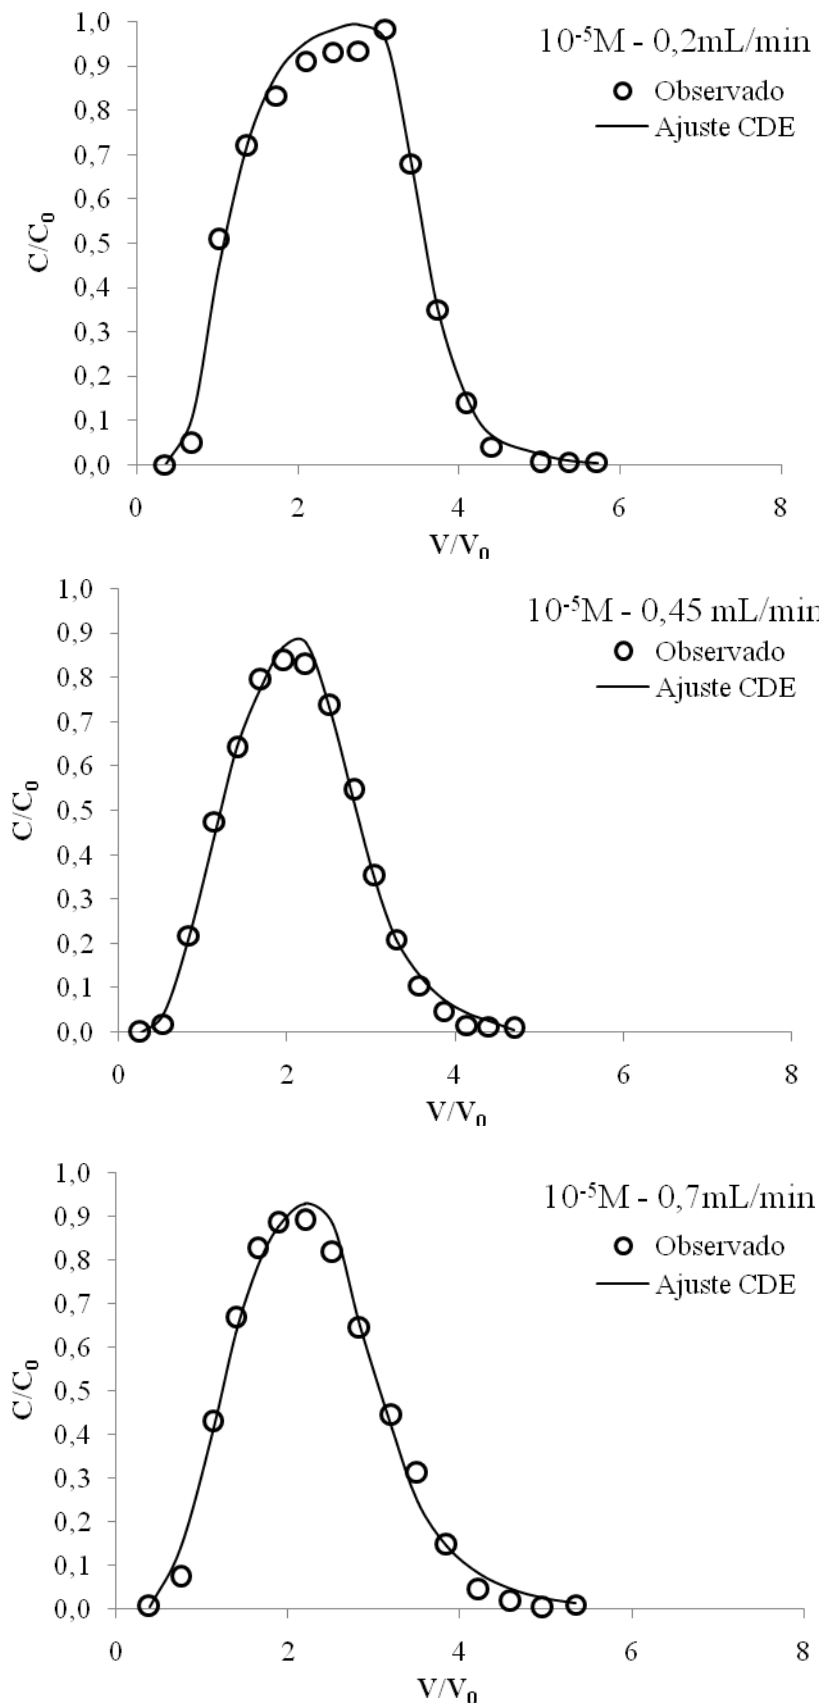 10⁻⁵M - 0,2mL/min
Observado
Ajuste CDE
1,0
0,9
0,8
0,7
0,6
0,5
0,4
0,3
0,2
0,1
0,0
C/C₀
0 2 4 6 8
V/V₀
10⁻⁵M - 0,45 mL/min
Observado
Ajuste CDE
1,0
0,9
0,8
0,7
0,6
0,5
0,4
0,3
0,2
0,1
0,0
C/C₀
0 2 4 6 8
V/V₀
10⁻⁵M - 0,7mL/min
Observado
Ajuste CDE
1,0
0,9
0,8
0,7
0,6
0,5
0,4
0,3
0,2
0,1
0,0
C/C₀
0 2 4 6 8
V/V₀